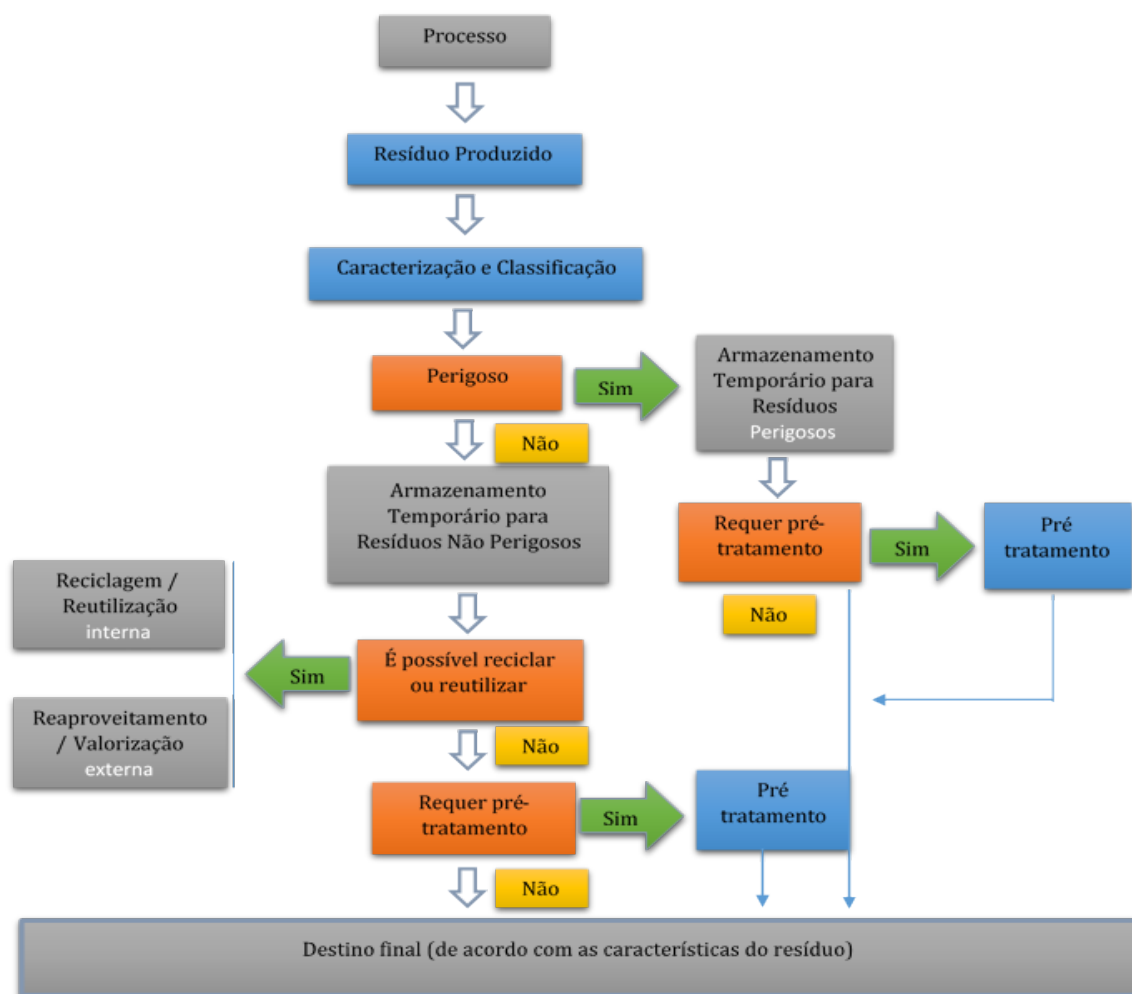 Processo
Resíduo Produzido
Caracterização e Classificação
Perigoso
Sim
Armazenamento
Temporário para
Resíduos
Perigosos
Não
Armazenamento
Temporário para
Resíduos Não Perigosos
Requer pré-
tratamento
Sim
Pré
tratamento
Não
Reciclagem /
Reutilização
interna
É possível reciclar
ou reutilizar
Sim
Reaproveitamento
/ Valorização
externa
Não
Requer pré-
tratamento
Sim
Pré
tratamento
Não
Destino final (de acordo com as características do resíduo)